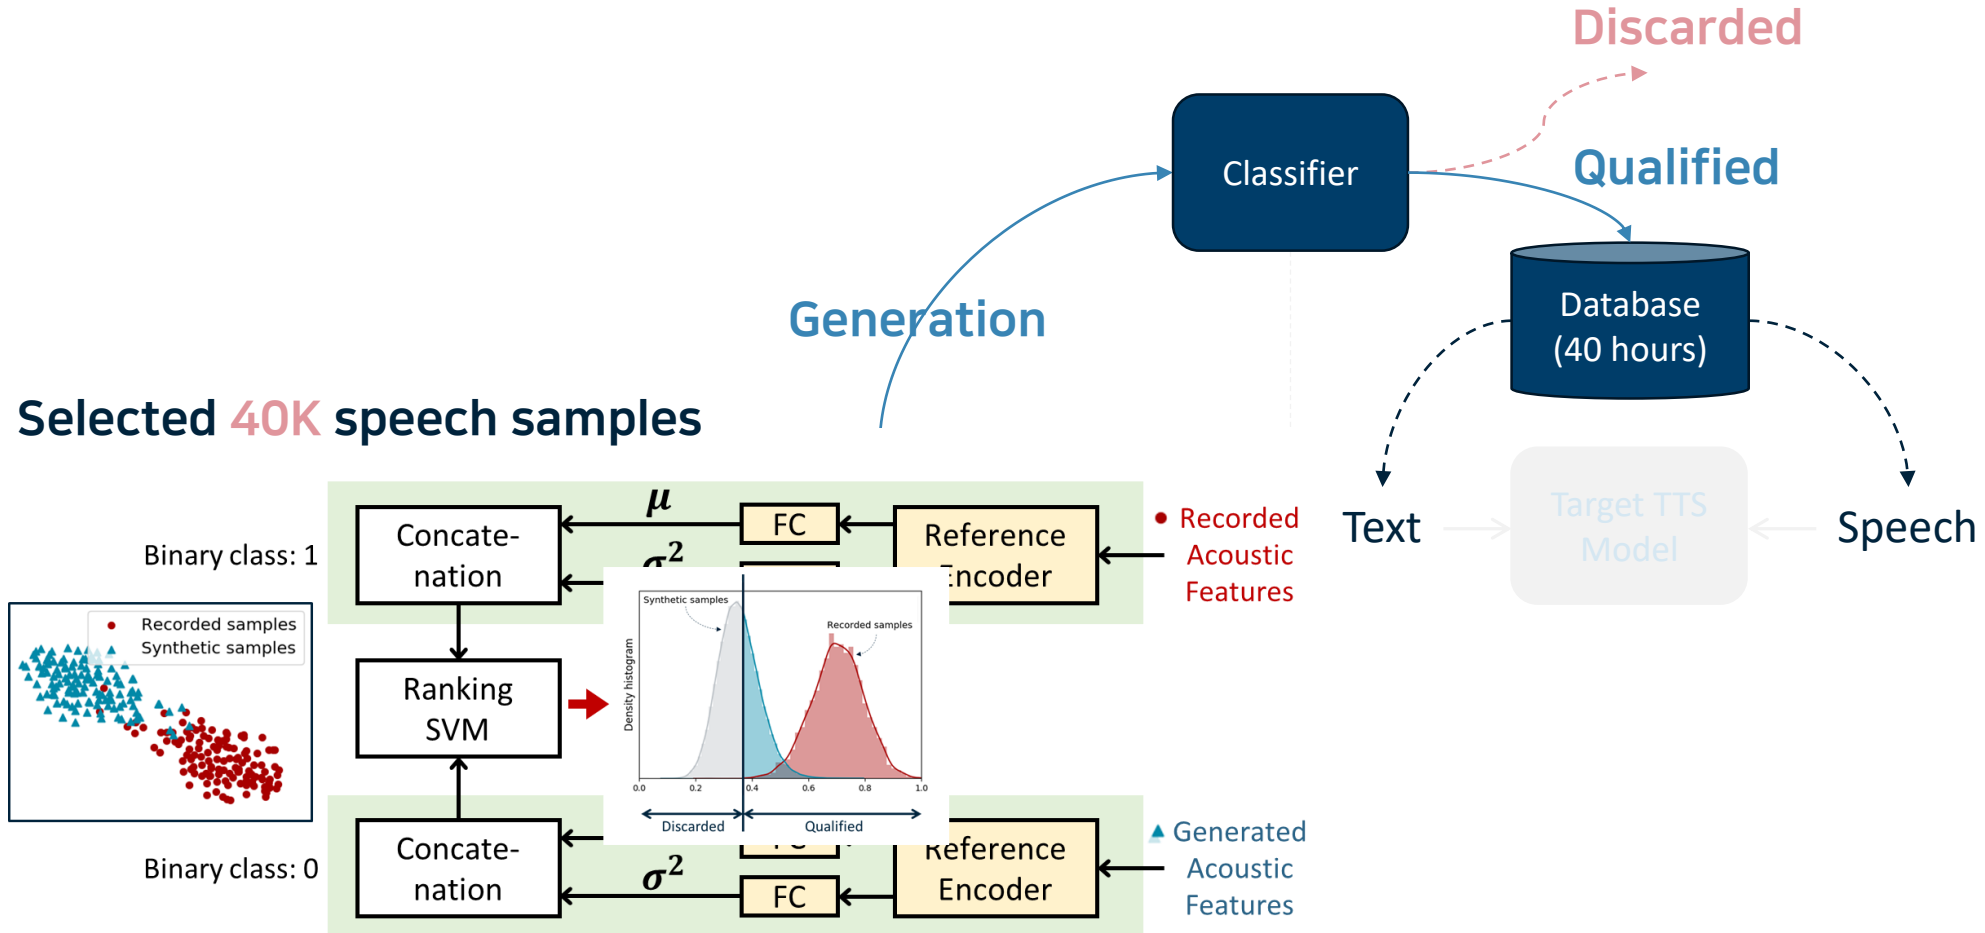 Discarded
Classifier
Qualified
Generation
Database
(40 hours)
Selected 40K speech samples
Text
Target TTS
Model
Speech
Binary class: 1
Concate-
nation
μ
σ²
FC
Reference
Encoder
Recorded
Acoustic
Features
Recorded samples
Synthetic samples
Ranking
SVM
Synthetic samples
Recorded samples
Density histogram
0.0 0.2 0.4 0.6 0.8 1.0
Discarded
Qualified
Binary class: 0
Concate-
nation
σ²
FC
FC
Reference
Encoder
Generated
Acoustic
Features